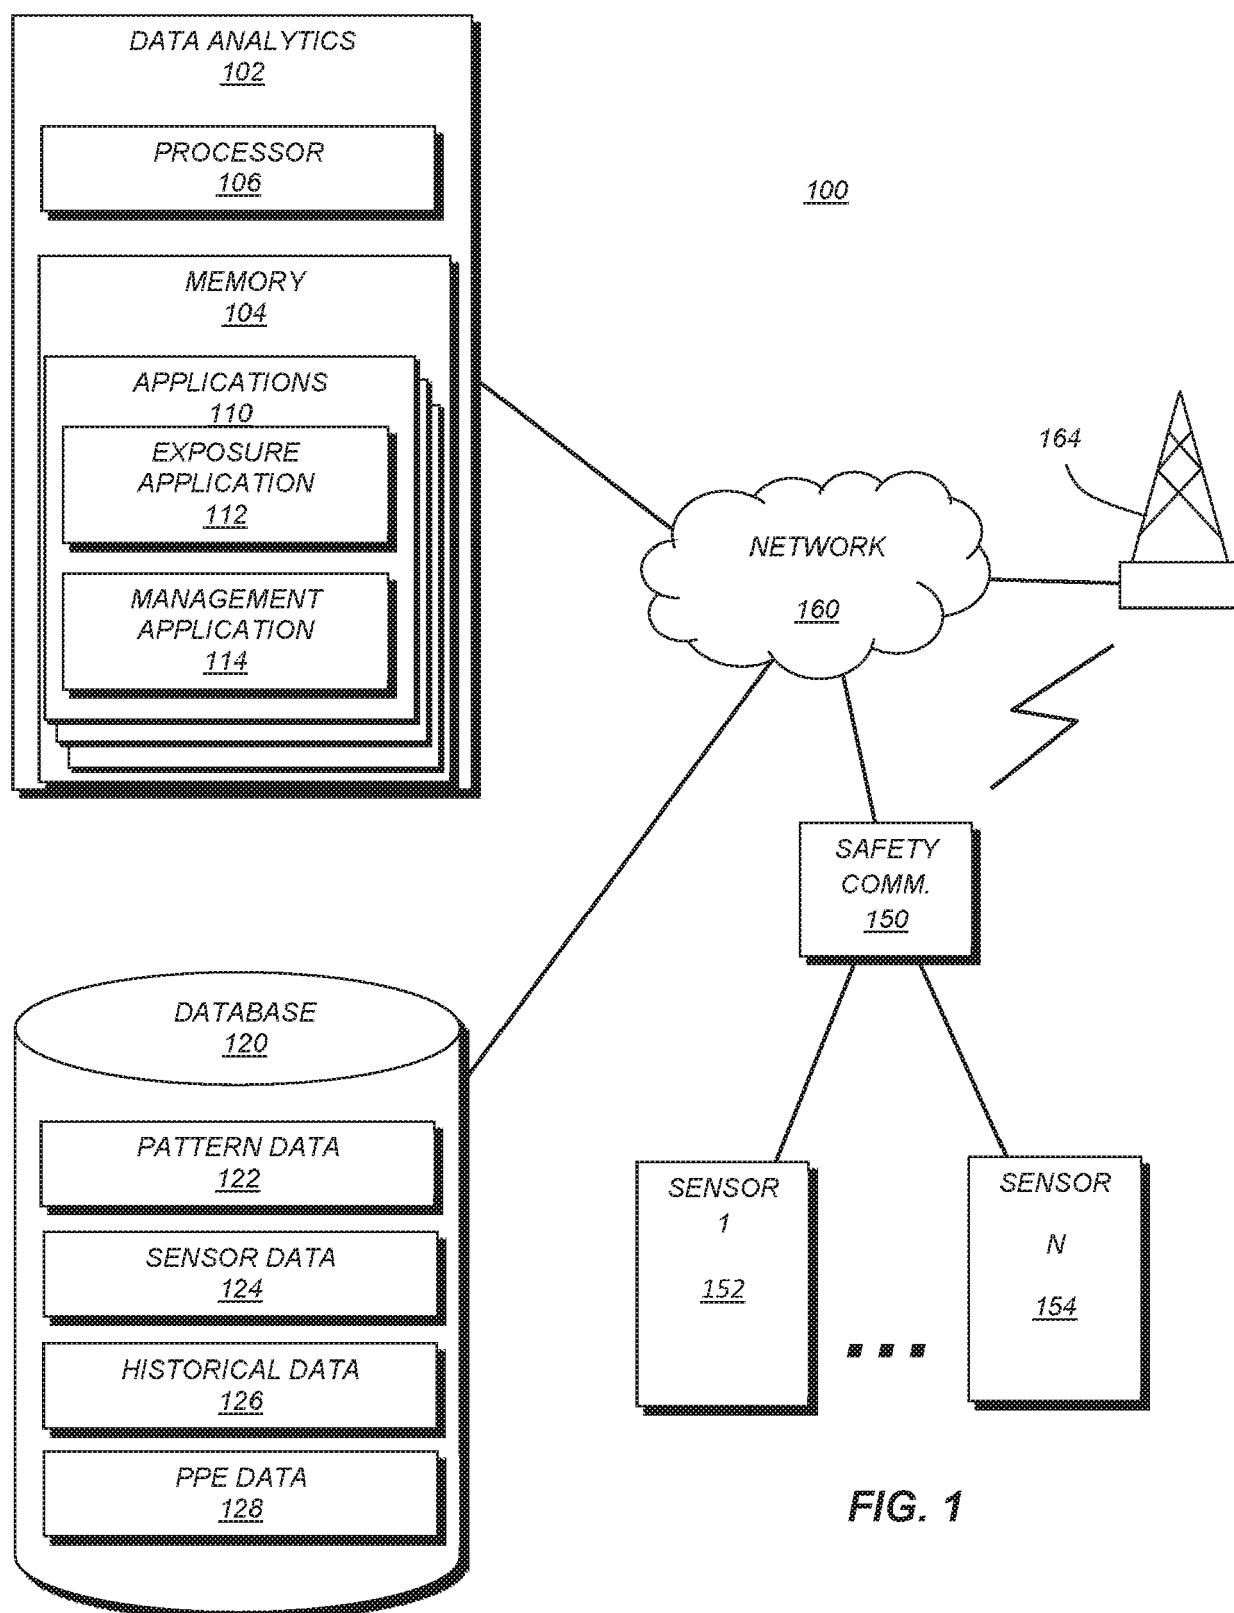 DATA ANALYTICS
102
PROCESSOR
106
MEMORY
104
APPLICATIONS
110
EXPOSURE
APPLICATION
112
MANAGEMENT
APPLICATION
114
100
164
NETWORK
160
SAFETY
COMM.
150
DATABASE
120
PATTERN DATA
122
SENSOR DATA
124
HISTORICAL DATA
126
PPE DATA
128
SENSOR
1
152
SENSOR
N
154
FIG. 1